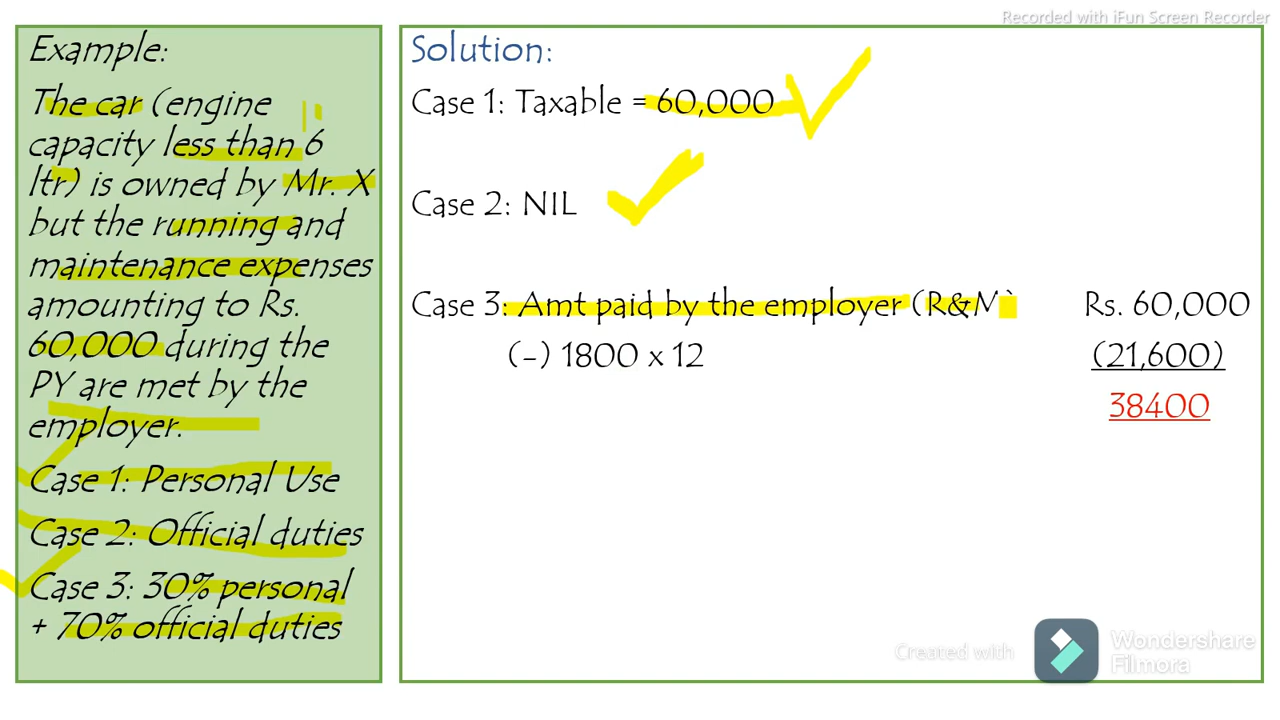 Recorded with iFun Screen Recorder
Example:
The car (engine
capacity less than 6
ltr) is owned by Mr. X
but the running and
maintenance expenses
amounting to Rs.
60,000 during the
PY are met by the
employer.
Case 1: Personal Use
Case 2: Official duties
Case 3: 30% personal
+ 70% official duties
Solution:
Case 1: Taxable = 60,000
Case 2: NIL
Case 3: Amt paid by the employer (R&M) Rs. 60,000
(-) 1800 x 12 (21,600)
38400
Created with
Wondershare
Filmora